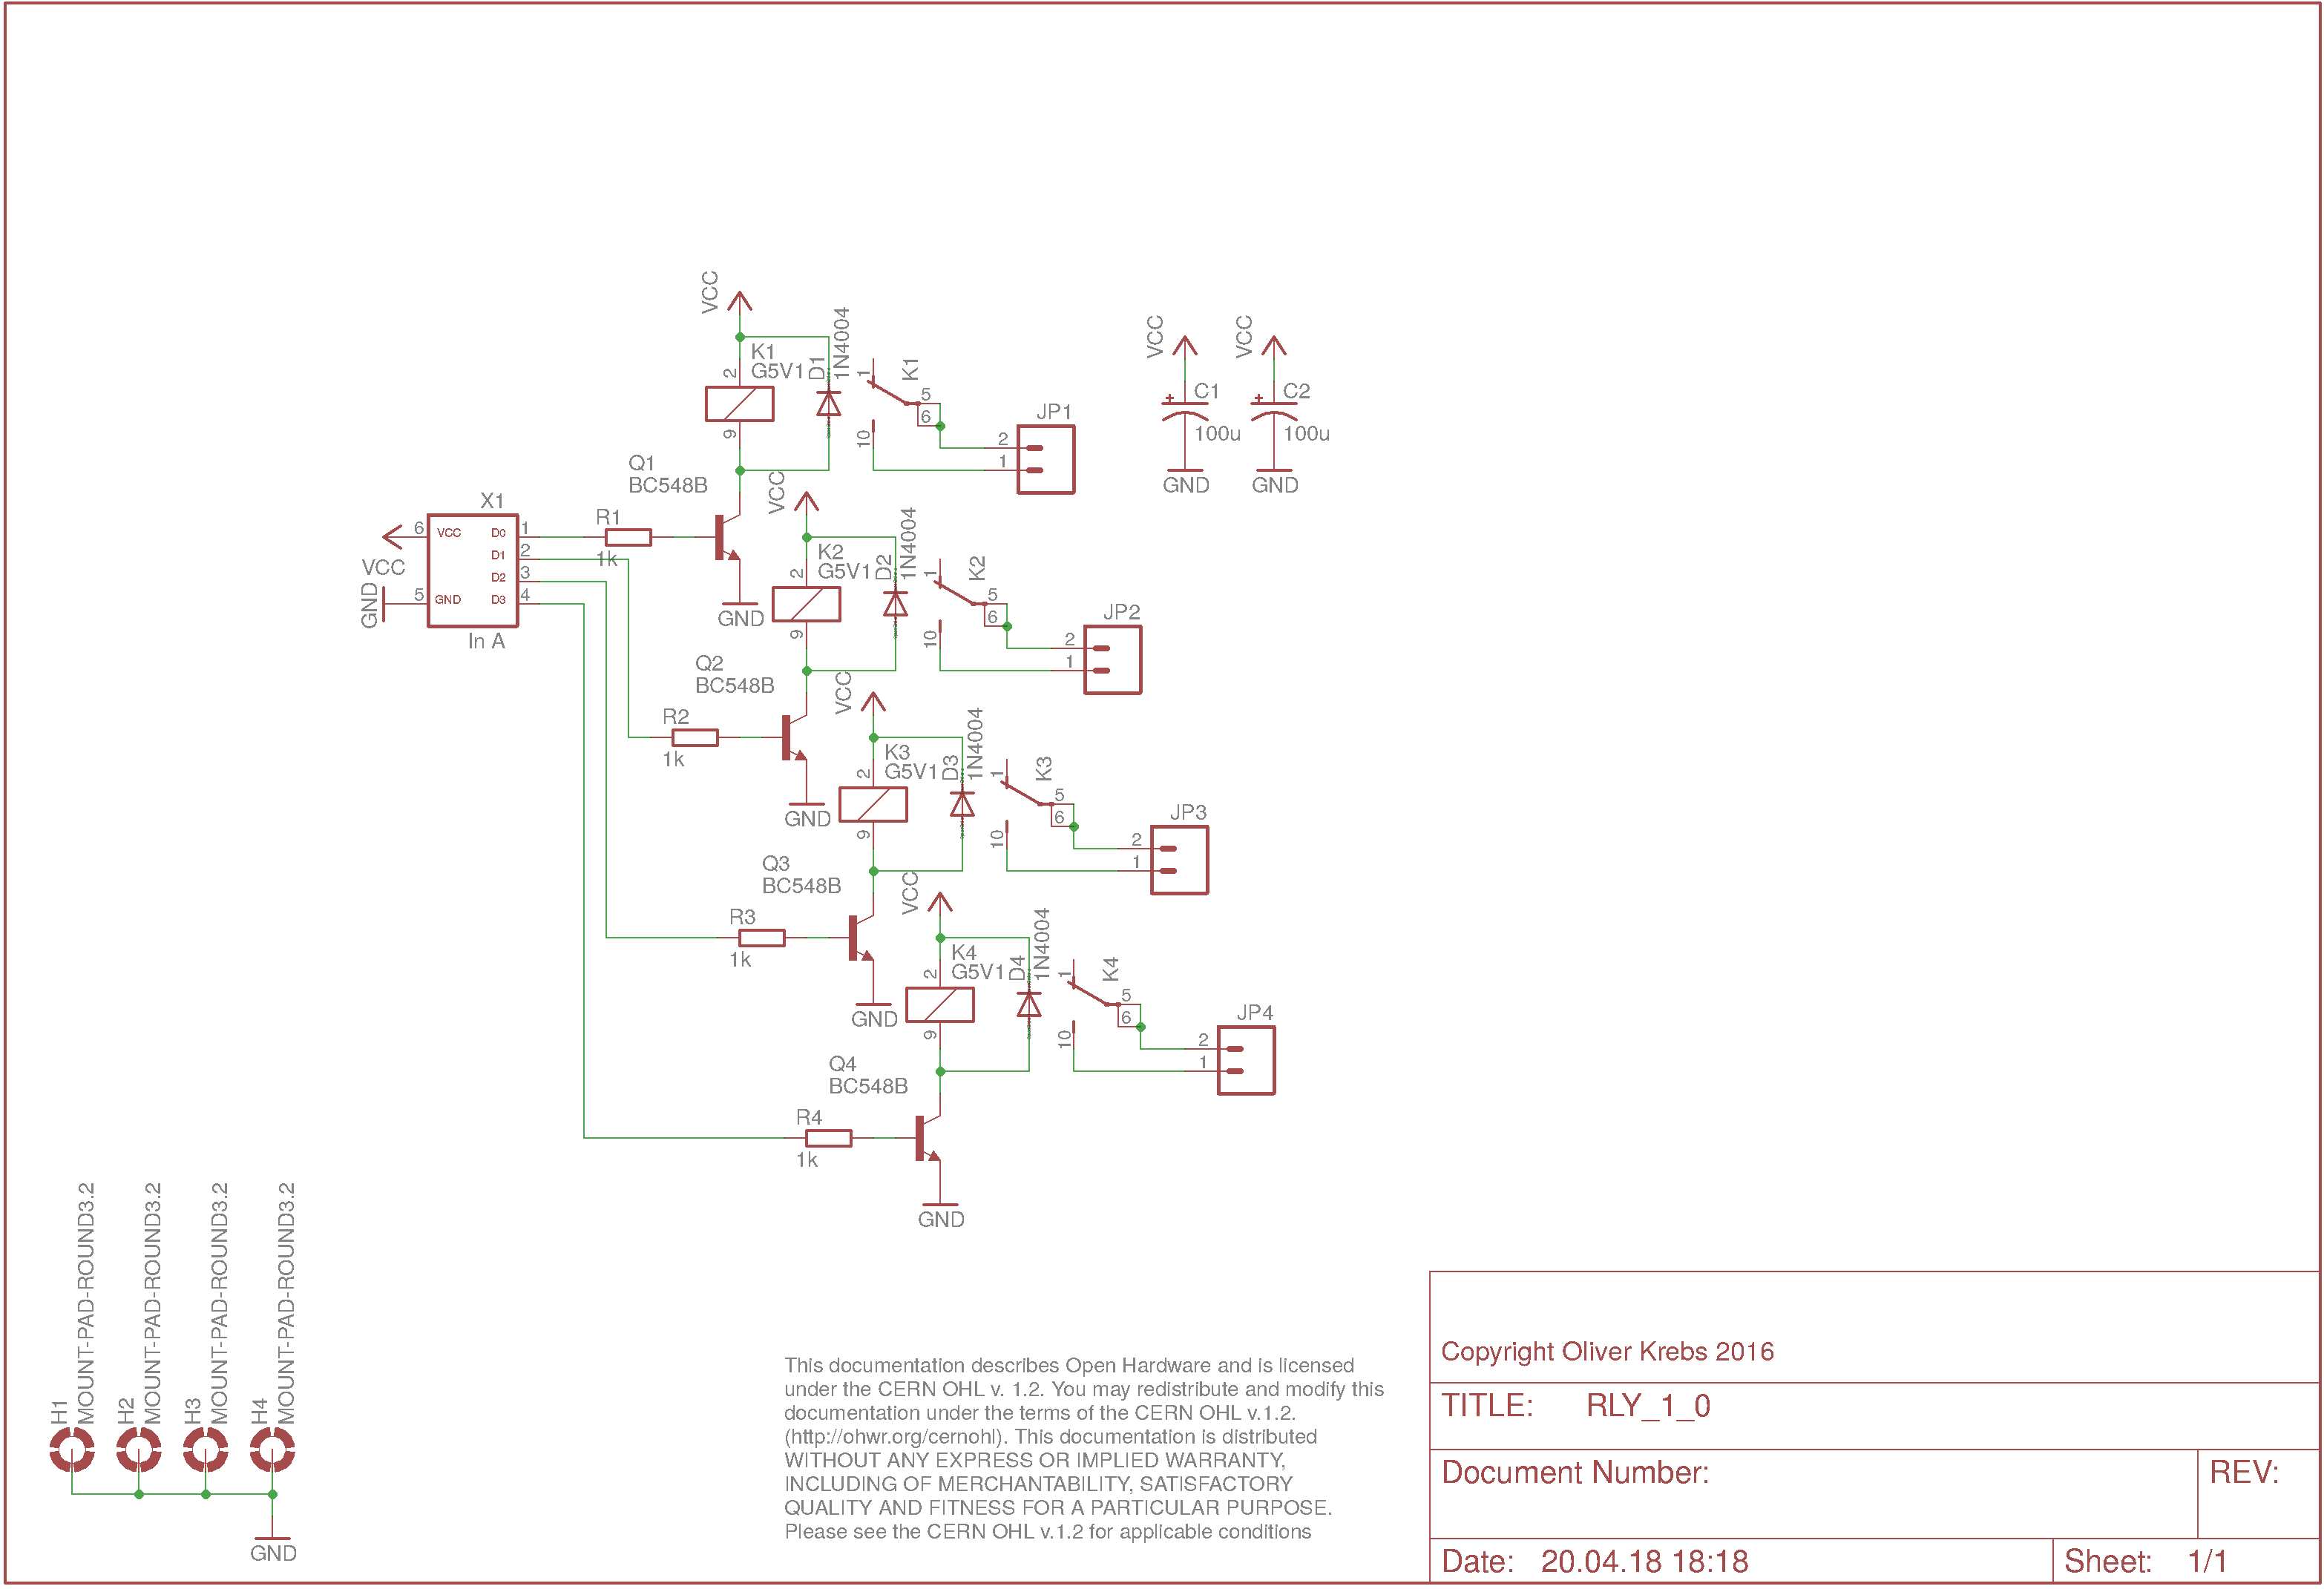 VCC
K1
G5V1
2
9
D1
1N4004
1
K1
5
6
10
JP1
2
1
VCC
+
C1
100u
GND
VCC
+
C2
100u
GND
Q1
BC548B
GND
X1
6
VCC
D0
1
D1
2
D2
3
5
GND
D3
4
In A
VCC
GND
R1
1k
VCC
K2
G5V1
2
9
D2
1N4004
1
K2
5
6
10
JP2
2
1
Q2
BC548B
R2
1k
GND
VCC
K3
G5V1
2
9
D3
1N4004
1
K3
5
6
10
JP3
2
1
Q3
BC548B
R3
1k
GND
VCC
K4
G5V1
2
9
D4
1N4004
1
K4
5
6
10
JP4
2
1
Q4
BC548B
R4
1k
GND
H1
MOUNT-PAD-ROUND3.2
H2
MOUNT-PAD-ROUND3.2
H3
MOUNT-PAD-ROUND3.2
H4
MOUNT-PAD-ROUND3.2
GND
This documentation describes Open Hardware and is licensed
under the CERN OHL v. 1.2. You may redistribute and modify this
documentation under the terms of the CERN OHL v.1.2.
(http://ohwr.org/cernohl). This documentation is distributed
WITHOUT ANY EXPRESS OR IMPLIED WARRANTY,
INCLUDING OF MERCHANTABILITY, SATISFACTORY
QUALITY AND FITNESS FOR A PARTICULAR PURPOSE.
Please see the CERN OHL v.1.2 for applicable conditions
Copyright Oliver Krebs 2016
TITLE: RLY_1_0
Document Number:
REV:
Date: 20.04.18 18:18
Sheet: 1/1